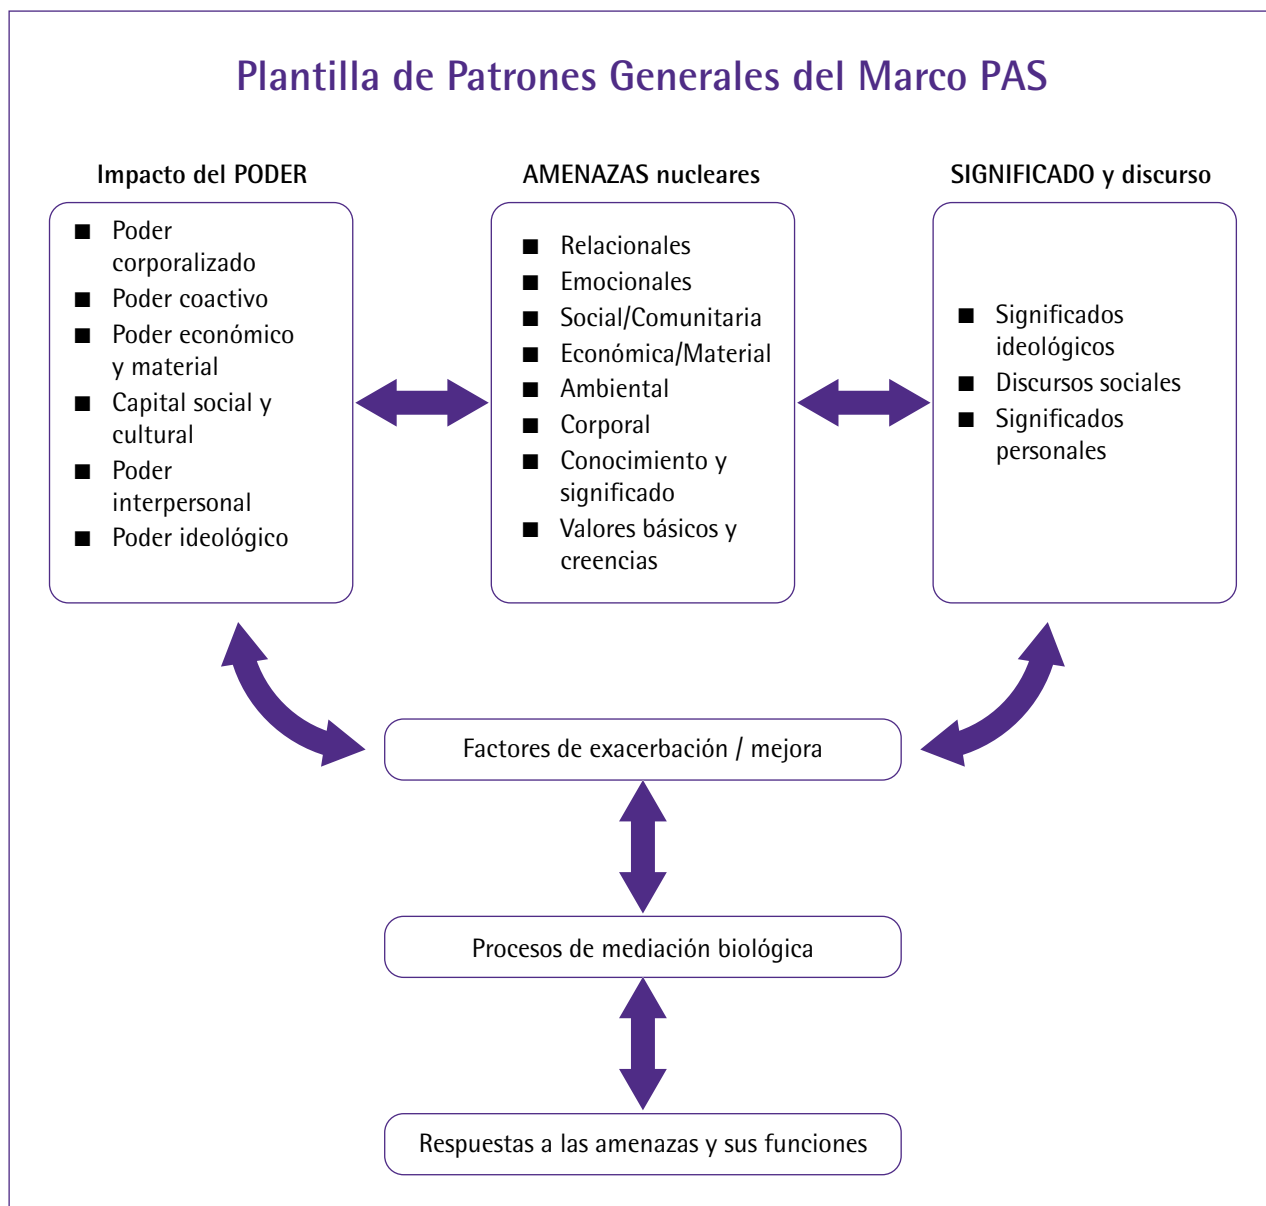 Plantilla de Patrones Generales del Marco PAS
Impacto del PODER
■ Poder
corporalizado
■ Poder coactivo
■ Poder económico
y material
■ Capital social y
cultural
■ Poder
interpersonal
■ Poder ideológico
AMENAZAS nucleares
■ Relacionales
■ Emocionales
■ Social/Comunitaria
■ Económica/Material
■ Ambiental
■ Corporal
■ Conocimiento y
significado
■ Valores básicos y
creencias
SIGNIFICADO y discurso
■ Significados
ideológicos
■ Discursos sociales
■ Significados
personales
Factores de exacerbación / mejora
Procesos de mediación biológica
Respuestas a las amenazas y sus funciones